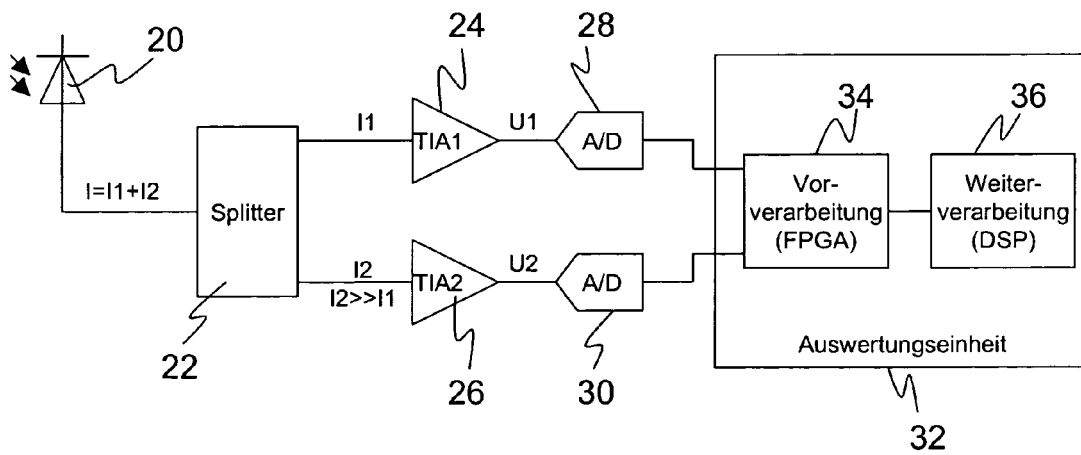 20
24
28
34
36
I=I1+I2
Splitter
22
I1
TIA1
U1
A/D
I2
I2>>I1
TIA2
U2
A/D
26
30
Vor-
verarbeitung
(FPGA)
Weiter-
verarbeitung
(DSP)
Auswertungseinheit
32